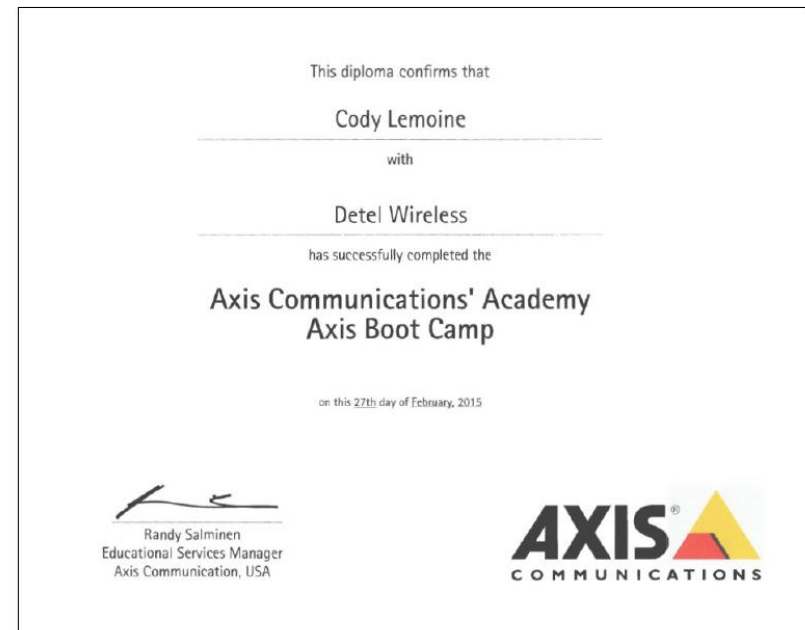 This diploma confirms that
Cody Lemoine
with
Detel Wireless
has successfully completed the
Axis Communications' Academy
Axis Boot Camp
on this 27th day of February, 2015
Randy Salminen
Educational Services Manager
Axis Communication, USA
AXIS®
COMMUNICATIONS